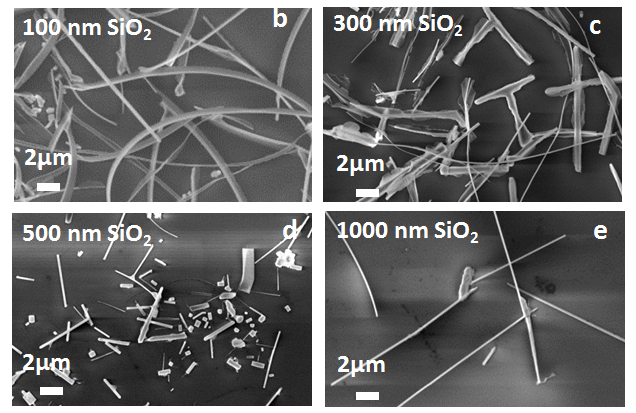 100 nm SiO₂
b
2μm
300 nm SiO₂
c
2μm
500 nm SiO₂
d
2μm
1000 nm SiO₂
e
2μm